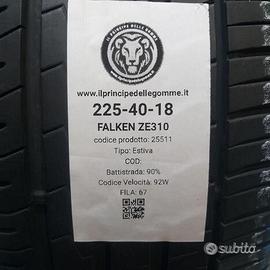 IL PRINCIPE DELLE GOMME
www.ilprincipedellegomme.it
225-40-18
FALKEN ZE310
codice prodotto: 25511
Tipo: Estiva
COD:
Battistrada: 90%
Codice Velocità: 92W
FILA: 67
subito